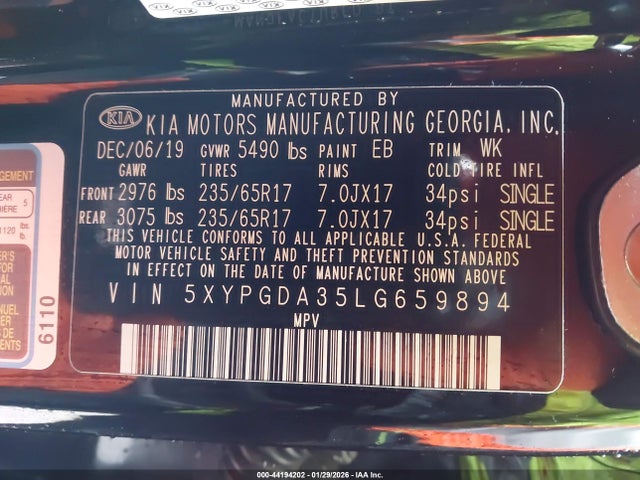 MANUFACTURED BY
KIA KIA MOTORS MANUFACTURING GEORGIA, INC.
DEC/06/19 GVWR 5490 lbs PAINT EB TRIM WK
GAWR TIRES RIMS COLD TIRE INFL
FRONT 2976 lbs 235/65R17 7.0JX17 34psi SINGLE
REAR 3075 lbs 235/65R17 7.0JX17 34psi SINGLE
THIS VEHICLE CONFORMS TO ALL APPLICABLE U.S.A. FEDERAL
MOTOR VEHICLE SAFETY AND THEFT PREVENTION STANDARDS
IN EFFECT ON THE DATE OF MANUFACTURE SHOWN ABOVE.
VIN 5XYPGDA35LG659894
MPV
6110
000-44194202 - 01/29/2026 - IAA Inc.